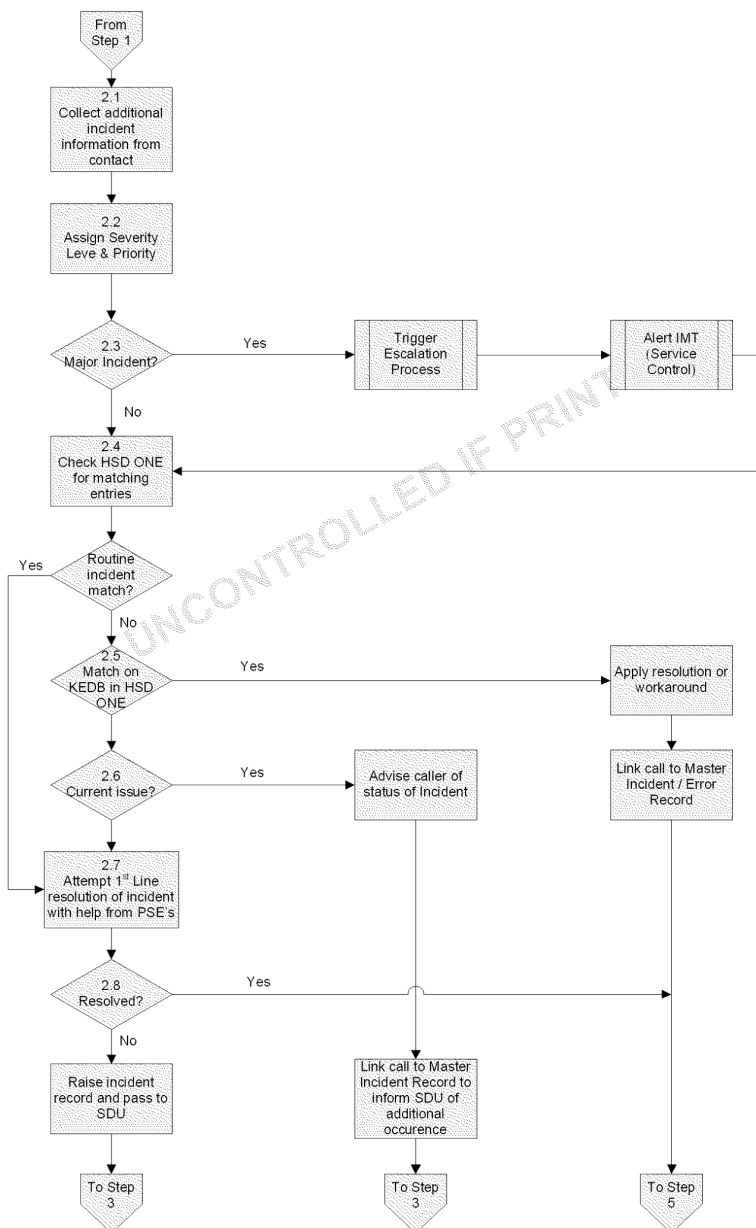 From
Step 1
2.1
Collect additional
incident
information from
contact
2.2
Assign Severity
Leve & Priority
2.3
Major Incident?
Yes
Trigger
Escalation
Process
Alert IMT
(Service
Control)
No
2.4
Check HSD ONE
for matching
entries
UNCONTROLLED IF PRINT
Routine
incident
match?
Yes
No
2.5
Match on
KEDB in HSD
ONE
Yes
Apply resolution or
workaround
2.6
Current issue?
Yes
Advise caller of
status of Incident
Link call to Master
Incident / Error
Record
2.7
Attempt 1st Line
resolution of incident
with help from PSE's
2.8
Resolved?
Yes
No
Raise incident
record and pass to
SDU
Link call to Master
Incident Record to
inform SDU of
additional
occurence
To Step
3
To Step
3
To Step
5